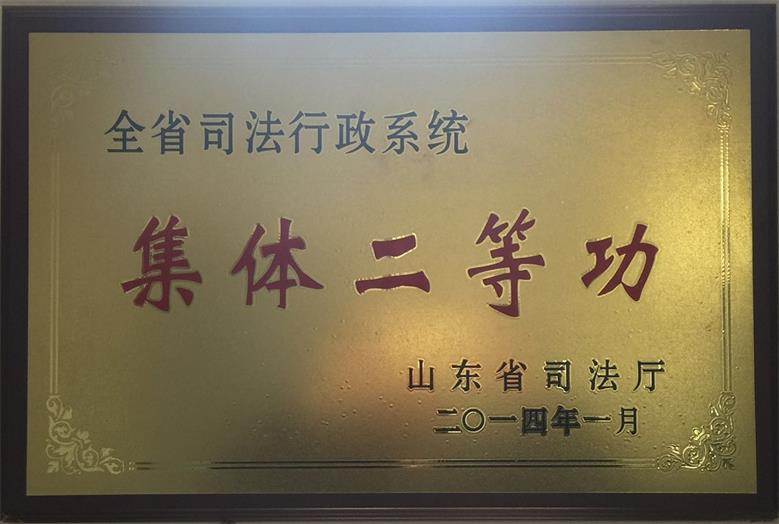 全省司法行政系统
集体二等功
山东省司法厅
二〇一四年一月